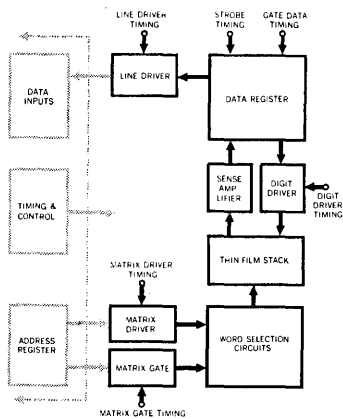 LINE DRIVER
TIMING
STROBE
TIMING
GATE DATA
TIMING
DATA
INPUTS
LINE DRIVER
DATA REGISTER
TIMING &
CONTROL
SENSE
AMP
LIFIER
DIGIT
DRIVER
DIGIT
DRIVER
TIMING
THIN FILM STACK
MATRIX DRIVER
TIMING
ADDRESS
REGISTER
MATRIX
DRIVER
MATRIX GATE
WORD SELECTION
CIRCUITS
MATRIX GATE TIMING